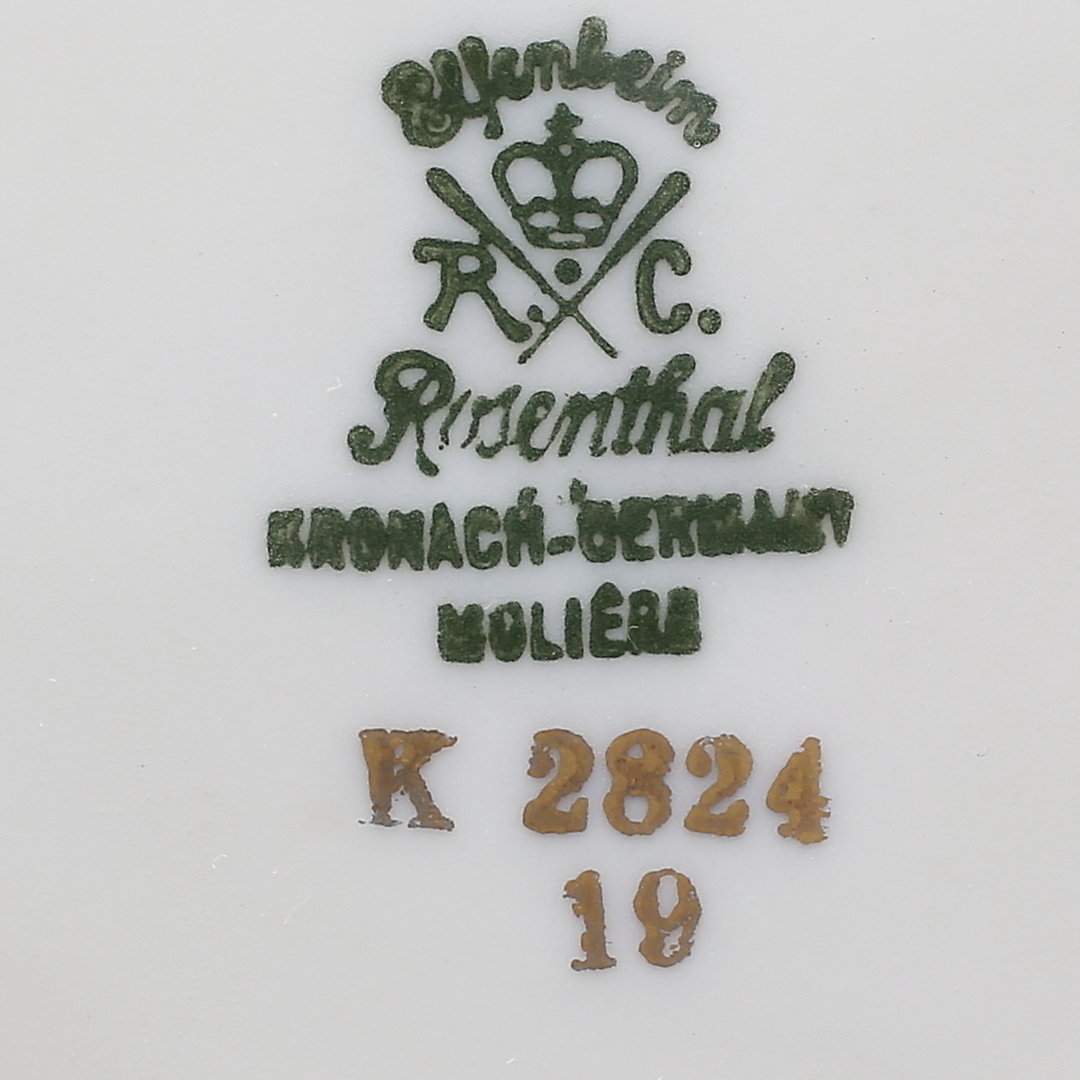 Elfenbein
R. C.
Rosenthal
KRONACH-GERMANY
MOLIÈRE
K 2824
19